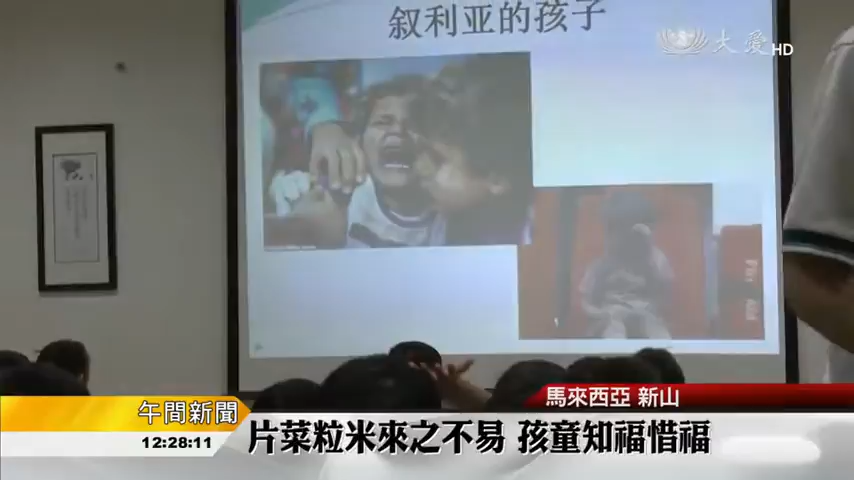 叙利亚的孩子
大愛HD
馬來西亞 新山
午間新聞
12:28:11
片菜粒米來之不易 孩童知福惜福